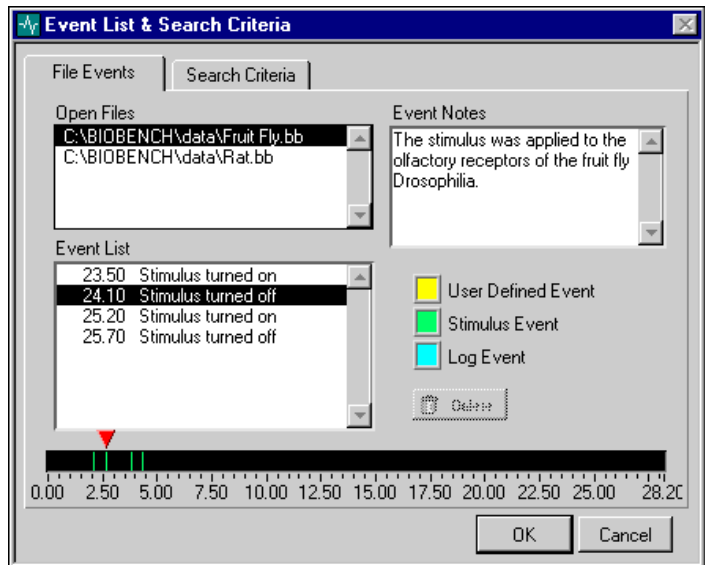 Event List & Search Criteria
File Events
Search Criteria
Open Files
C:\BIOBENCH\data\Fruit Fly.bb
C:\BIOBENCH\data\Rat.bb
Event Notes
The stimulus was applied to the
olfactory receptors of the fruit fly
Drosophilia.
Event List
23.50 Stimulus turned on
24.10 Stimulus turned off
25.20 Stimulus turned on
25.70 Stimulus turned off
User Defined Event
Stimulus Event
Log Event
Delete
0.00 2.50 5.00 7.50 10.00 12.50 15.00 17.50 20.00 22.50 25.00 28.20
OK
Cancel